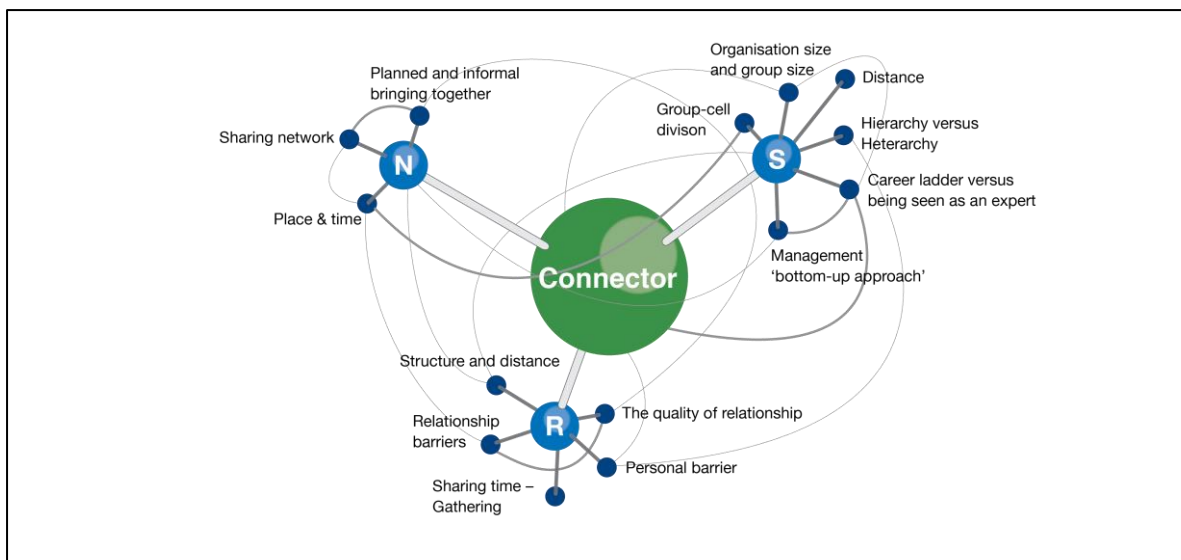 Planned and informal
bringing together
Sharing network
N
Place & time
Organisation size
and group size
Distance
Group-cell
divison
Hierarchy versus
Heterarchy
S
Career ladder versus
being seen as an expert
Management
‘bottom-up approach’
Connector
Structure and distance
The quality of relationship
R
Relationship
barriers
Personal barrier
Sharing time –
Gathering